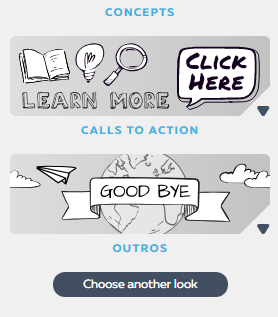 CONCEPTS
CLICK
HERE
LEARN MORE
CALLS TO ACTION
GOOD BYE
OUTROS
Choose another look